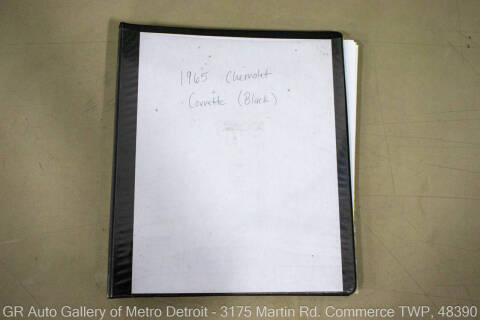 1965 Chevrolet
Corvette (Black)
GR Auto Gallery of Metro Detroit - 3175 Martin Rd. Commerce TWP, 48390